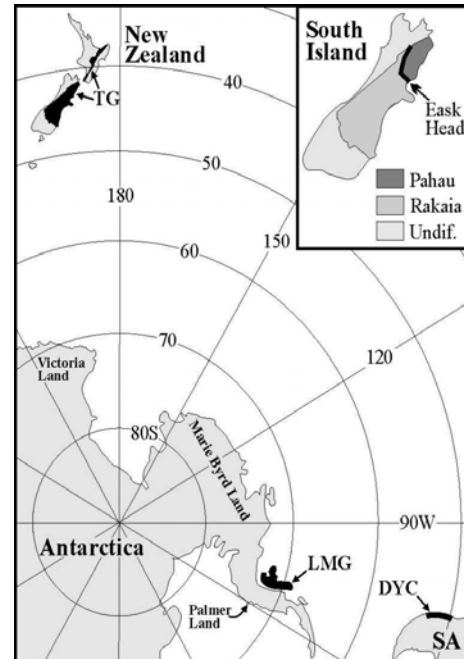 New
Zealand
TG
40
50
180
60
150
70
120
Victoria
Land
80S
Marie Byrd Land
90W
Antarctica
LMG
DYC
Palmer
Land
SA
South
Island
Eask
Head
Pahau
Rakaia
Undif.